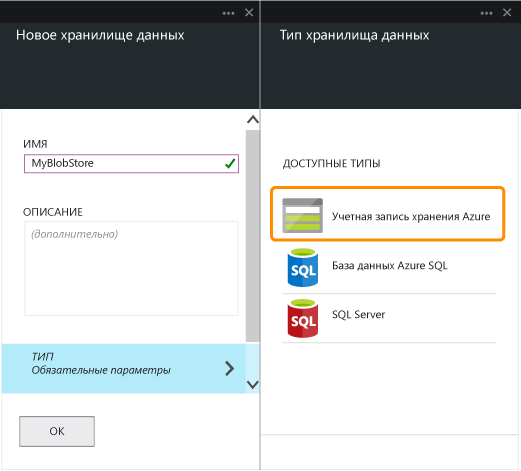 Новое хранилище данных
ИМЯ
MyBlobStore
ОПИСАНИЕ
(дополнительно)
ТИП
Обязательные параметры
ОК
Тип хранилища данных
ДОСТУПНЫЕ ТИПЫ
Учетная запись хранения Azure
SQL База данных Azure SQL
SQL SQL Server